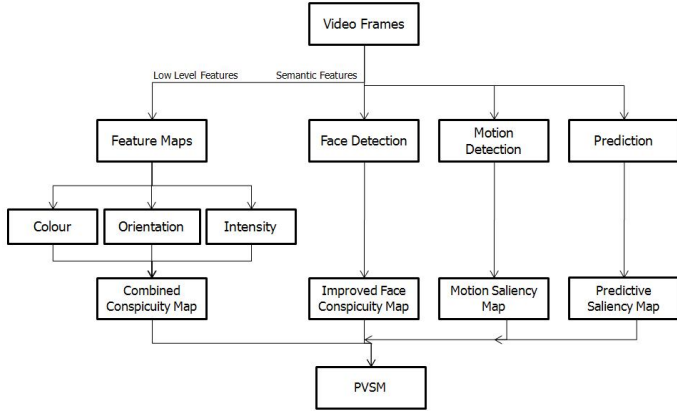 Video Frames
Low Level Features
Semantic Features
Feature Maps
Face Detection
Motion
Detection
Prediction
Colour
Orientation
Intensity
Combined
Conspicuity Map
Improved Face
Conspicuity Map
Motion Saliency
Map
Predictive
Saliency Map
PVSM